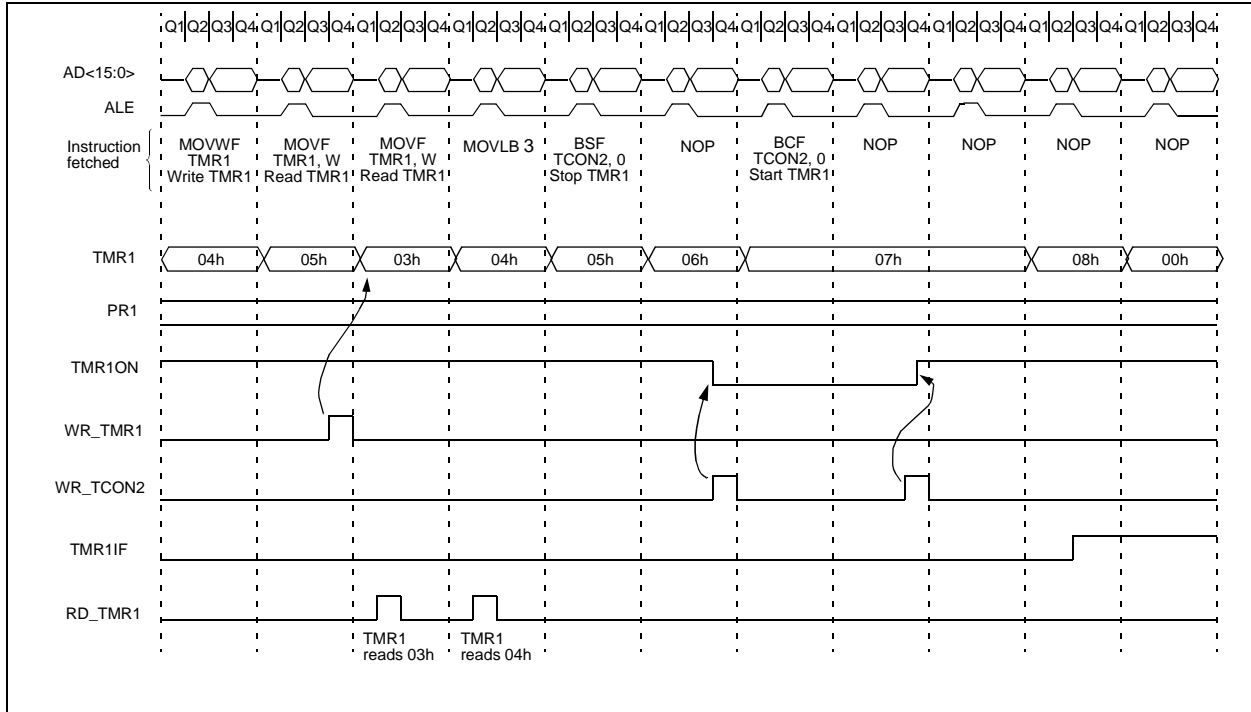 Q1 Q2 Q3 Q4 Q1 Q2 Q3 Q4 Q1 Q2 Q3 Q4 Q1 Q2 Q3 Q4 Q1 Q2 Q3 Q4 Q1 Q2 Q3 Q4 Q1 Q2 Q3 Q4 Q1 Q2 Q3 Q4 Q1 Q2 Q3 Q4 Q1 Q2 Q3 Q4 Q1 Q2 Q3 Q4
AD<15:0>
ALE
Instruction
fetched
MOVWF
TMR1
Write TMR1
MOVF
TMR1, W
Read TMR1
MOVF
TMR1, W
Read TMR1
MOVLB 3
BSF
TCON2, 0
Stop TMR1
NOP
BCF
TCON2, 0
Start TMR1
NOP
NOP
NOP
NOP
TMR1
04h 05h 03h 04h 05h 06h 07h 08h 00h
PR1
TMR1ON
WR_TMR1
WR_TCON2
TMR1IF
RD_TMR1
TMR1
reads 03h
TMR1
reads 04h